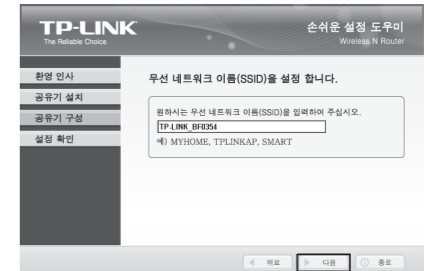 TP-LINK
The Reliable Choice
손쉬운 설정 도우미
Wireless N Router
환영 인사
공유기 설치
공유기 구성
설정 확인
무선 네트워크 이름(SSID)을 설정 합니다.
원하시는 무선 네트워크 이름(SSID)을 입력하여 주십시오.
TP-LINK_BF0354
예) MYHOME, TPLINKAP, SMART
뒤로
다음
종료